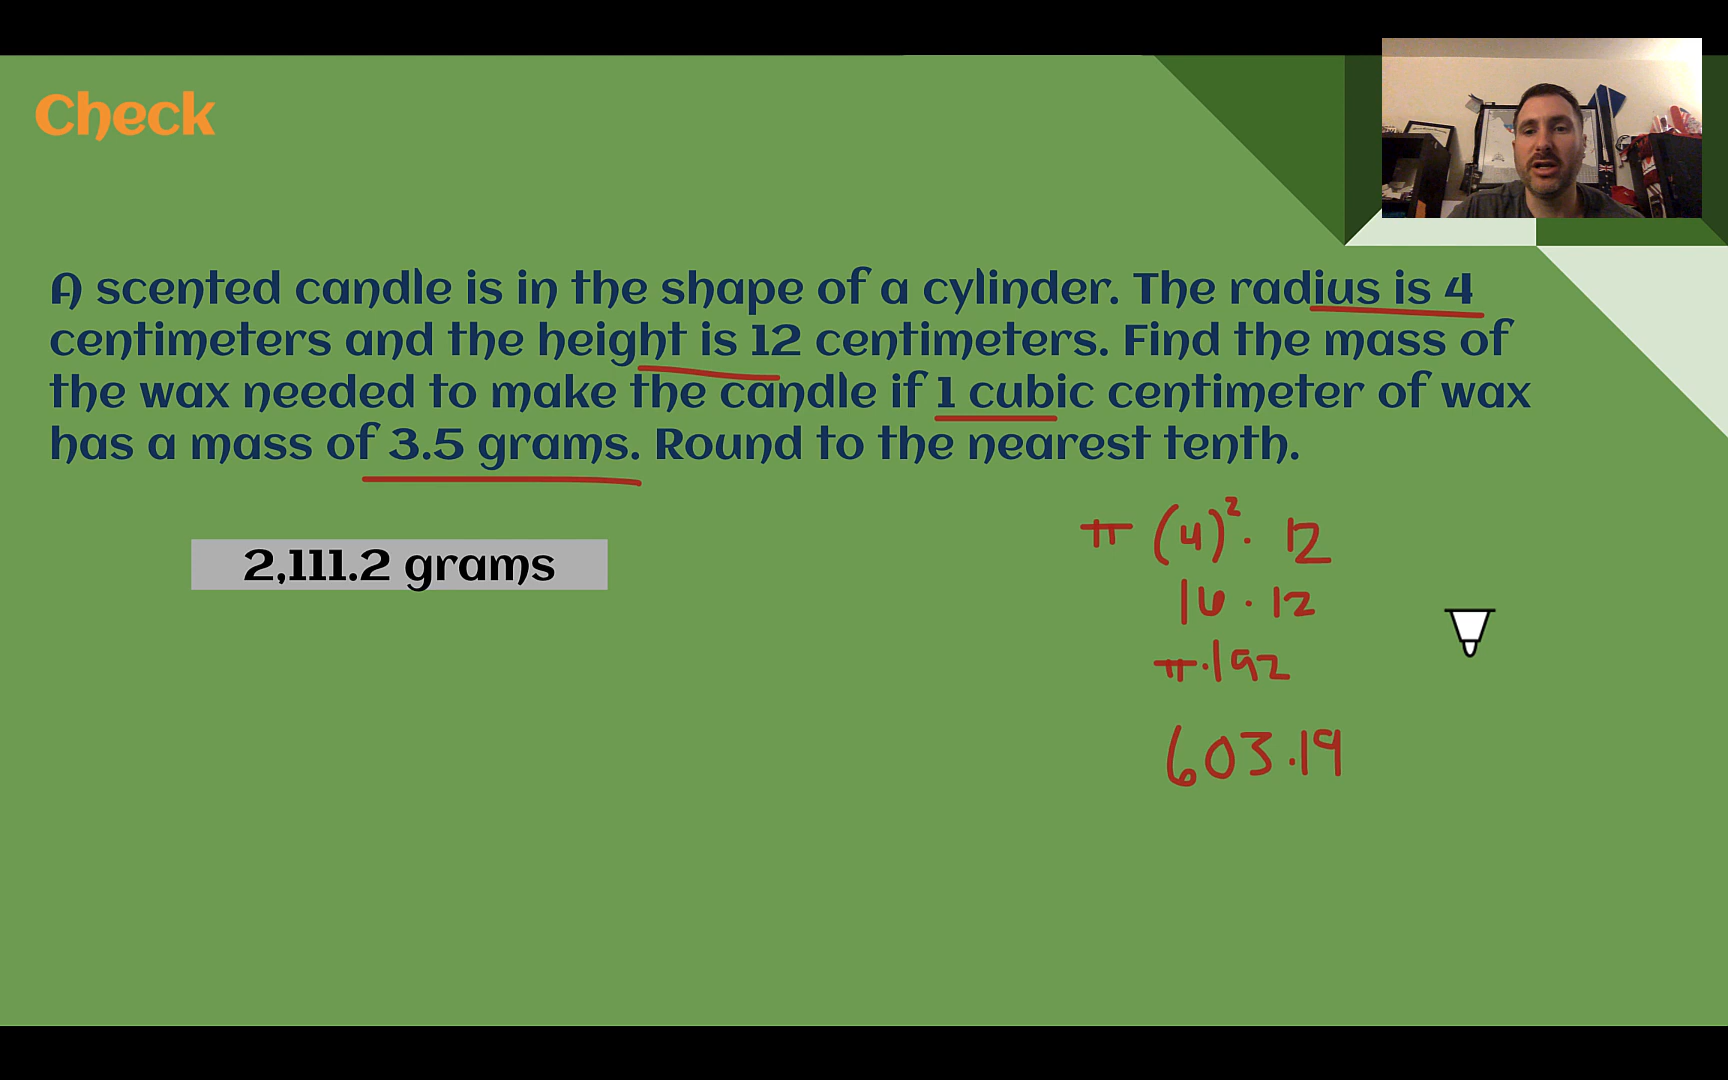 Check
A scented candle is in the shape of a cylinder. The radius is 4
centimeters and the height is 12 centimeters. Find the mass of
the wax needed to make the candle if 1 cubic centimeter of wax
has a mass of 3.5 grams. Round to the nearest tenth.
2,111.2 grams
π (4)² · 12
16 · 12
π · 192
603.19